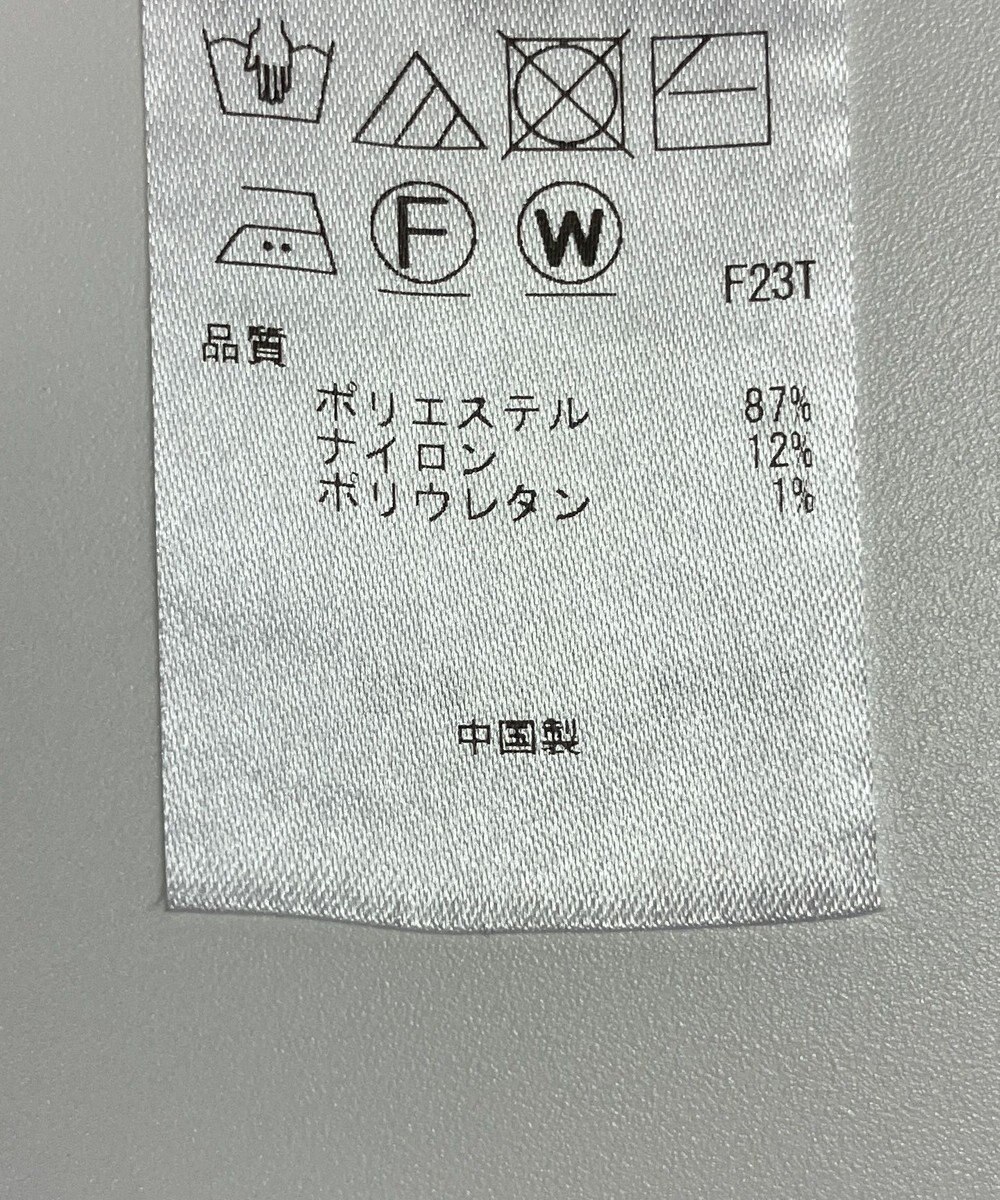 F W
F23T
品質
ポリエステル 87%
ナイロン 12%
ポリウレタン 1%
中国製